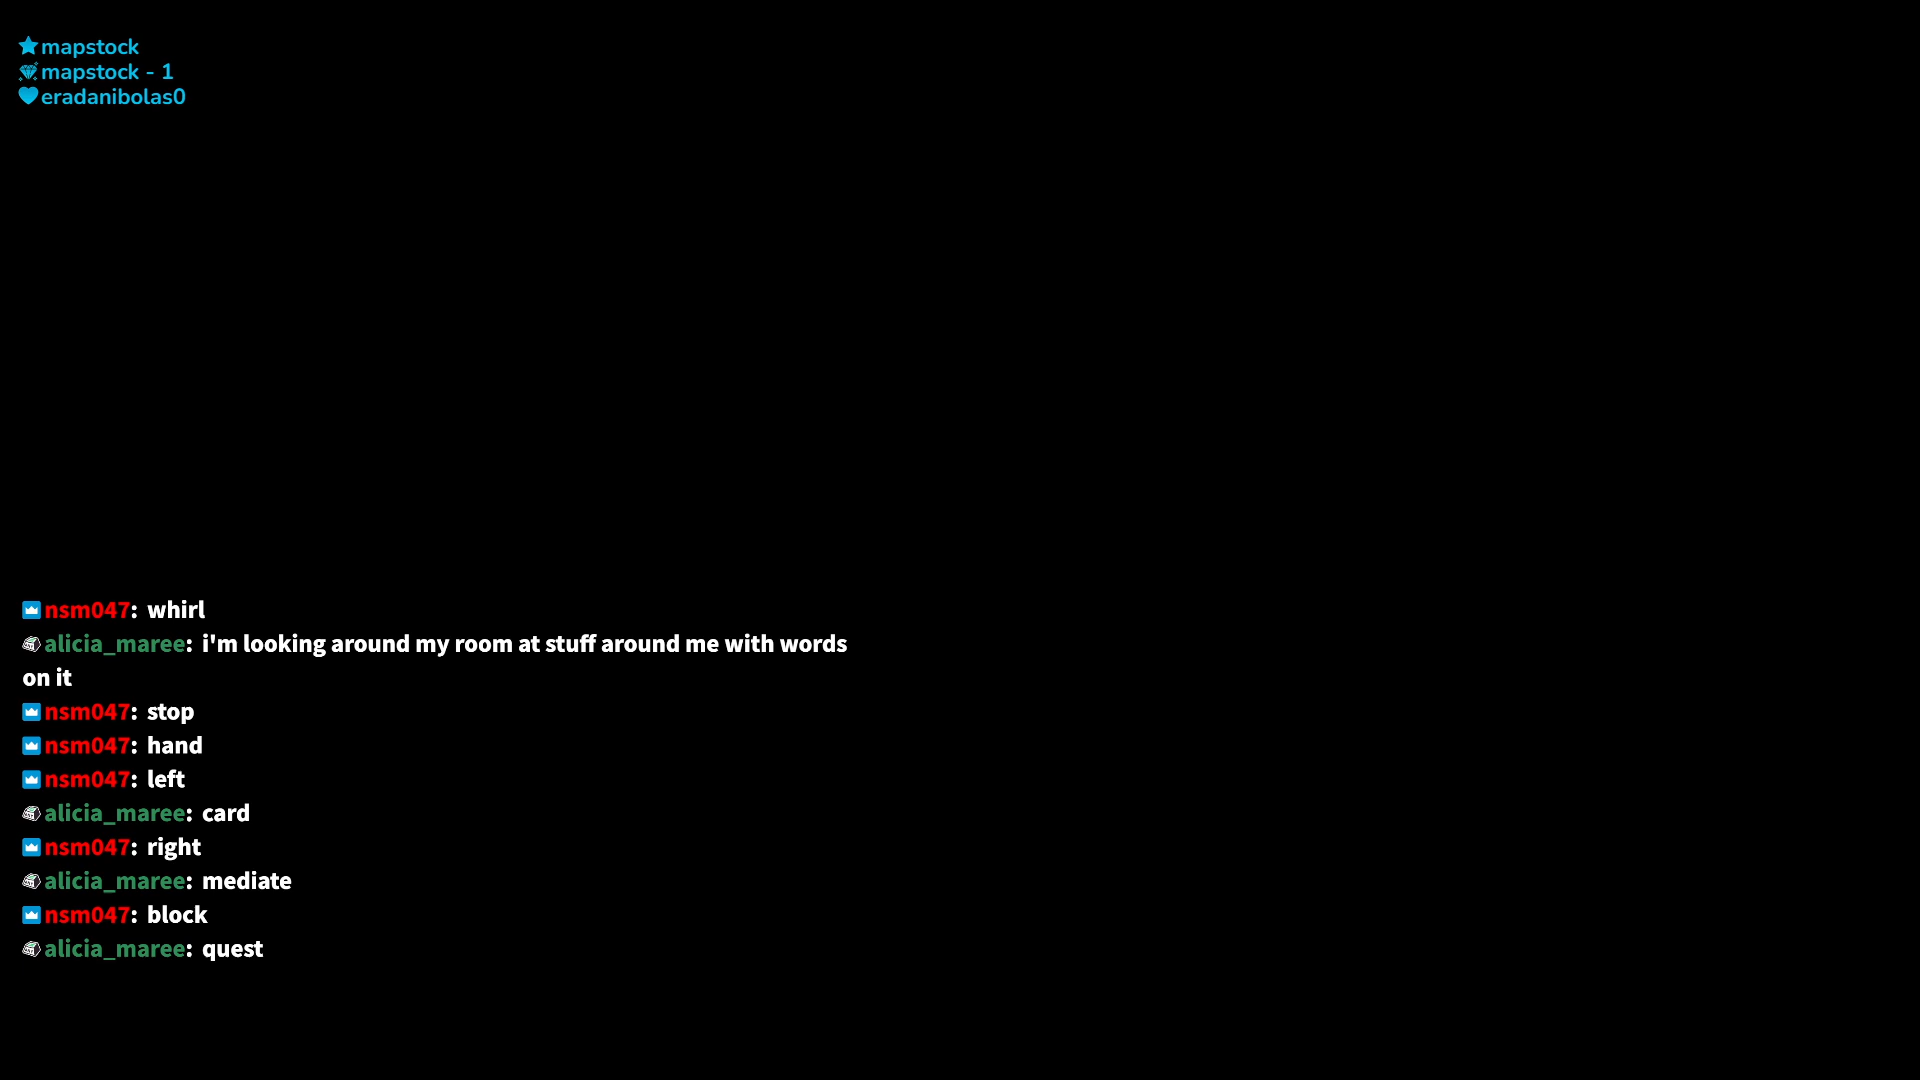 mapstock
mapstock - 1
eradanibolas0
nsm047: whirl
alicia_maree: i'm looking around my room at stuff around me with words
on it
nsm047: stop
nsm047: hand
nsm047: left
alicia_maree: card
nsm047: right
alicia_maree: mediate
nsm047: block
alicia_maree: quest